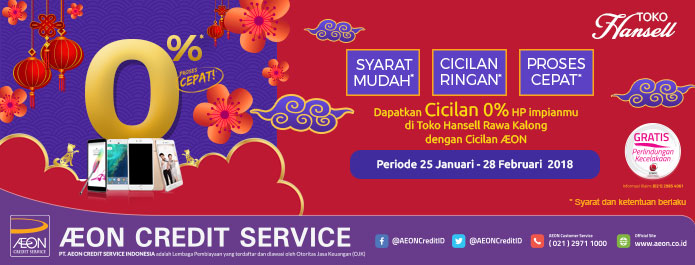 0%*
PROSES
CEPAT!
TOKO
Hansell
SYARAT
MUDAH*
CICILAN
RINGAN*
PROSES
CEPAT*
Dapatkan Cicilan 0% HP impianmu
di Toko Hansell Rawa Kalong
dengan Cicilan ÆON
Periode 25 Januari - 28 Februari 2018
GRATIS
Perlindungan
Kecelakaan
* Syarat dan ketentuan berlaku
ÆON
CREDIT SERVICE
ÆON CREDIT SERVICE
PT. AEON CREDIT SERVICE INDONESIA adalah Lembaga Pembiayaan yang terdaftar dan diawasi oleh Otoritas Jasa Keuangan (OJK)
@AEONCreditID
@AEONCreditID
AEON Customer Service
( 021 ) 2971 1000
Official Site
www.aeon.co.id